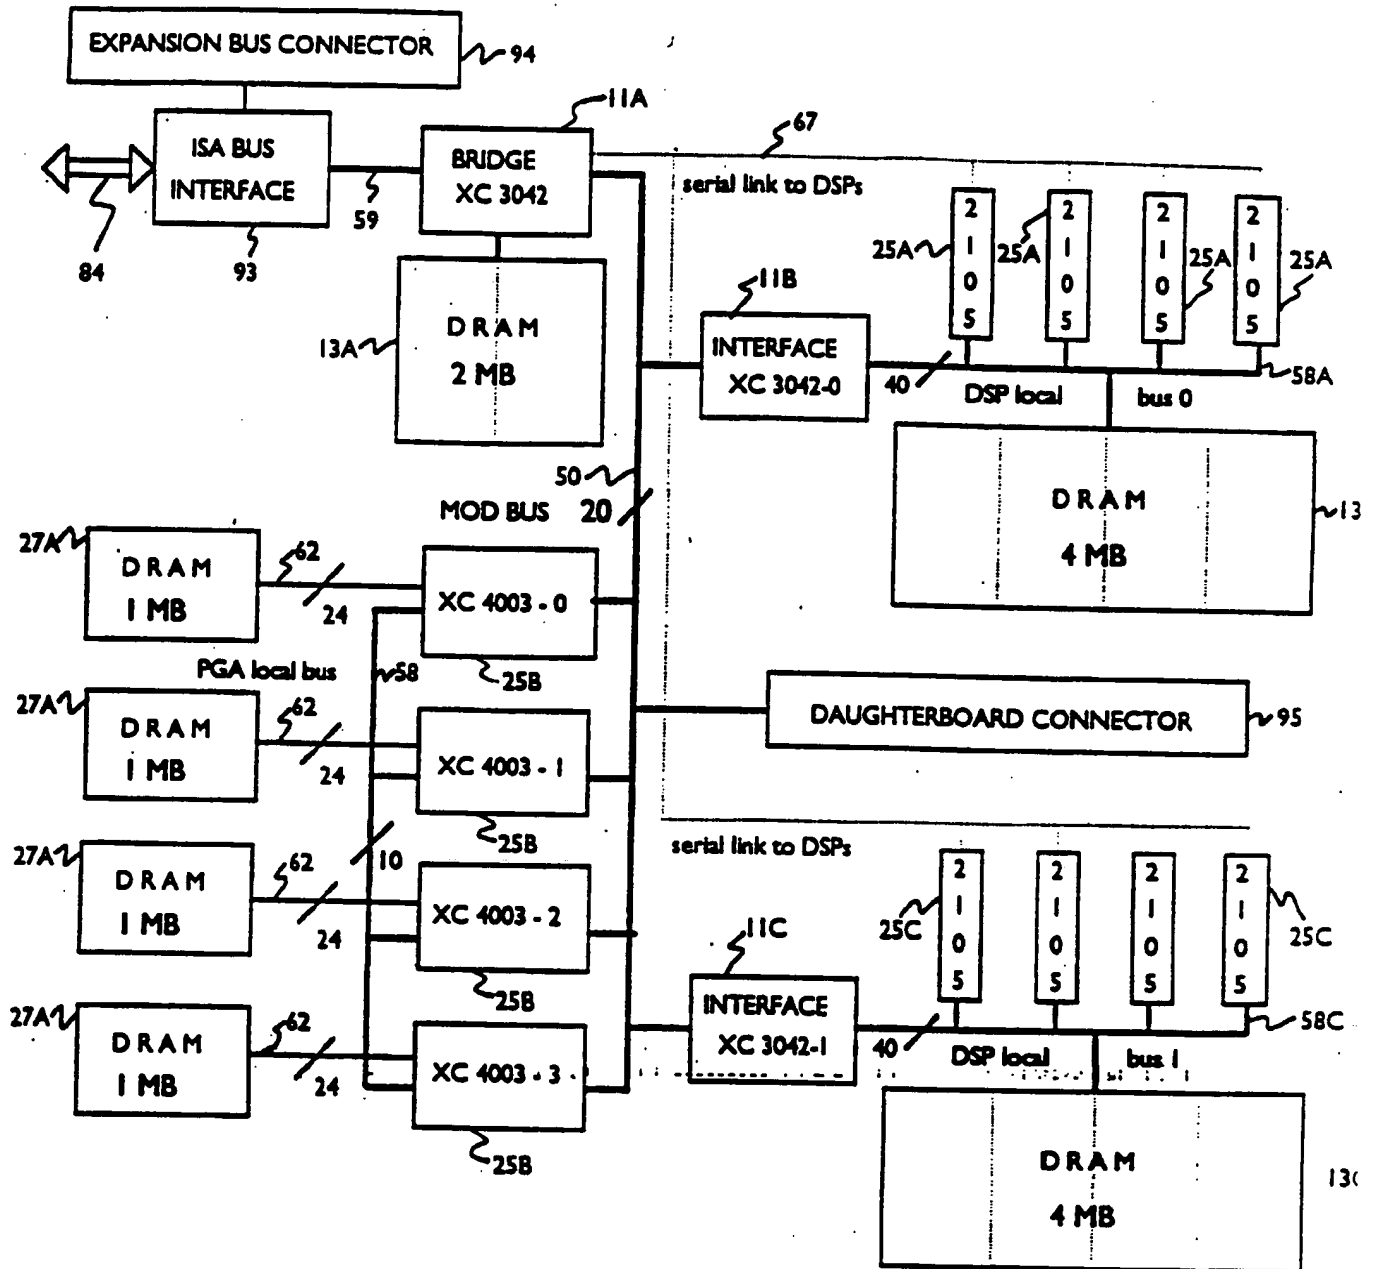 EXPANSION BUS CONNECTOR
94
ISA BUS
INTERFACE
84
93
59
11A
BRIDGE
XC 3042
67
serial link to DSPs
13A
DRAM
2 MB
11B
INTERFACE
XC 3042-0
40
25A
2105
25A
2105
2105
25A
2105
25A
58A
DSP local bus 0
DRAM
4 MB
13
50
MOD BUS 20
27A
DRAM
1 MB
62
24
XC 4003 - 0
25B
PGA local bus
58
27A
DRAM
1 MB
62
24
XC 4003 - 1
25B
10
DAUGHTERBOARD CONNECTOR
95
serial link to DSPs
27A
DRAM
1 MB
62
24
XC 4003 - 2
25B
27A
DRAM
1 MB
62
24
XC 4003 - 3
25B
11C
INTERFACE
XC 3042-1
40
25C
2105
2105
2105
2105
25C
58C
DSP local bus 1
DRAM
4 MB